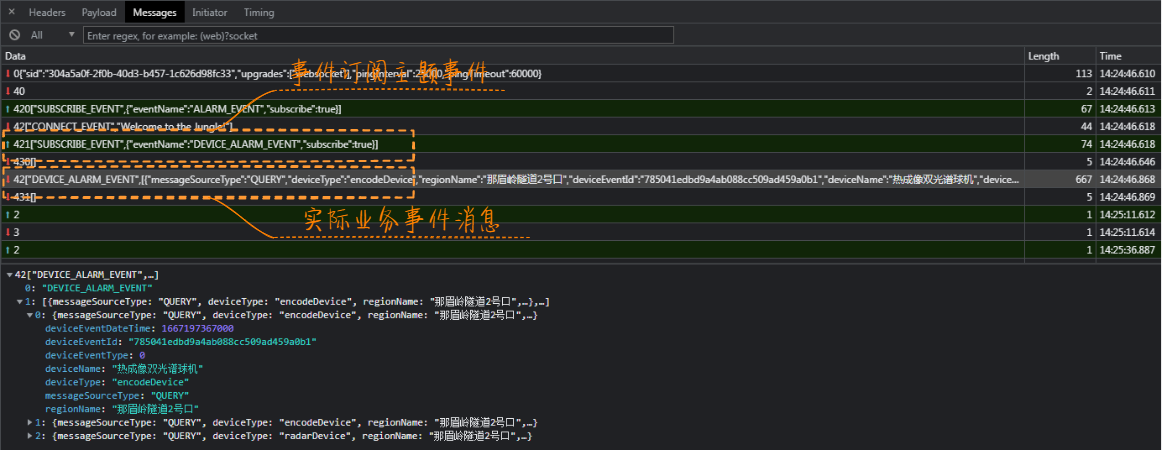 × Headers Payload Messages Initiator Timing
All ▼ Enter regex, for example: (web)?socket
Data Length Time
0{"sid":"304a5a0f-2f0b-40d3-b457-1c626d98fc33","upgrades":["websocket"],"pingInterval":25000,"pingTimeout":60000} 113 14:24:46.610
事件订阅主题事件
40 2 14:24:46.611
420["SUBSCRIBE_EVENT",{"eventName":"ALARM_EVENT","subscribe":true}] 67 14:24:46.613
42["CONNECT_EVENT","Welcome to the Jungle!"] 44 14:24:46.618
421["SUBSCRIBE_EVENT",{"eventName":"DEVICE_ALARM_EVENT","subscribe":true}] 74 14:24:46.618
430[] 5 14:24:46.646
42["DEVICE_ALARM_EVENT",[{"messageSourceType":"QUERY","deviceType":"encodeDevice","regionName":"那眉岭隧道2号口","deviceEventId":"785041edbd9a4ab088cc509ad459a0b1","deviceName":"热成像双光谱球机","device... 667 14:24:46.868
431[] 5 14:24:46.869
实际业务事件消息
2 1 14:25:11.612
3 1 14:25:11.614
2 1 14:25:36.887
▼42["DEVICE_ALARM_EVENT",…]
0: "DEVICE_ALARM_EVENT"
▼1: [{messageSourceType: "QUERY", deviceType: "encodeDevice", regionName: "那眉岭隧道2号口",…},…]
▼0: {messageSourceType: "QUERY", deviceType: "encodeDevice", regionName: "那眉岭隧道2号口",…}
deviceEventDateTime: 1667197367000
deviceEventId: "785041edbd9a4ab088cc509ad459a0b1"
deviceEventType: 0
deviceName: "热成像双光谱球机"
deviceType: "encodeDevice"
messageSourceType: "QUERY"
regionName: "那眉岭隧道2号口"
▶1: {messageSourceType: "QUERY", deviceType: "encodeDevice", regionName: "那眉岭隧道2号口",…}
▶2: {messageSourceType: "QUERY", deviceType: "radarDevice", regionName: "那眉岭隧道2号口",…}